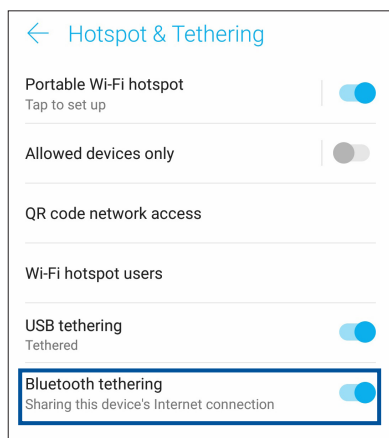 Hotspot & Tethering
Portable Wi-Fi hotspot
Tap to set up
Allowed devices only
QR code network access
Wi-Fi hotspot users
USB tethering
Tethered
Bluetooth tethering
Sharing this device's Internet connection